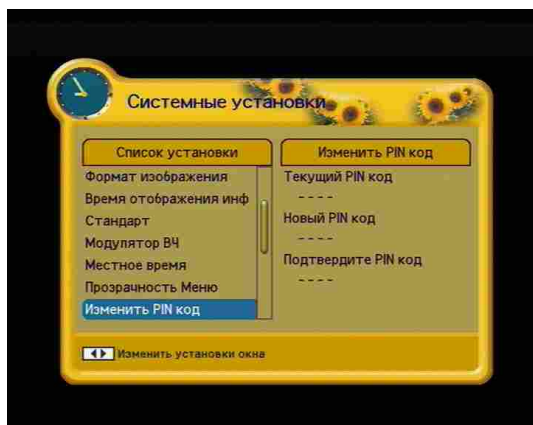 Системные установки
Список установки
Формат изображения
Время отображения инф
Стандарт
Модулятор ВЧ
Местное время
Прозрачность Меню
Изменить PIN код
Изменить PIN код
Текущий PIN код
- - - -
Новый PIN код
- - - -
Подтвердите PIN код
- - - -
Изменить установки окна